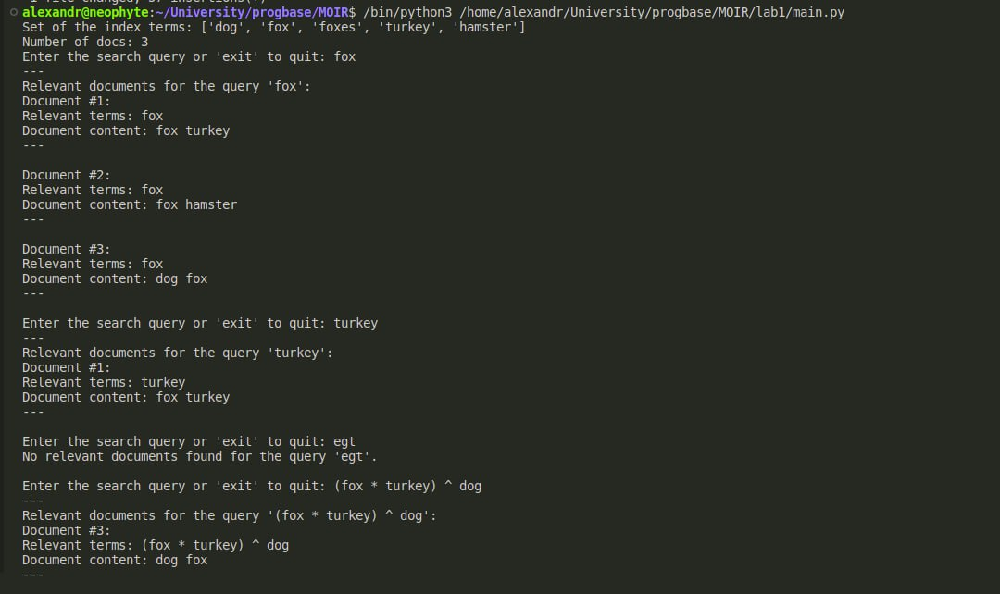 alexandr@neophyte:~/University/progbase/MOIR$ /bin/python3 /home/alexandr/University/progbase/MOIR/lab1/main.py
Set of the index terms: ['dog', 'fox', 'foxes', 'turkey', 'hamster']
Number of docs: 3
Enter the search query or 'exit' to quit: fox
---
Relevant documents for the query 'fox':
Document #1:
Relevant terms: fox
Document content: fox turkey
---
Document #2:
Relevant terms: fox
Document content: fox hamster
---
Document #3:
Relevant terms: fox
Document content: dog fox
---
Enter the search query or 'exit' to quit: turkey
---
Relevant documents for the query 'turkey':
Document #1:
Relevant terms: turkey
Document content: fox turkey
---
Enter the search query or 'exit' to quit: egt
No relevant documents found for the query 'egt'.
Enter the search query or 'exit' to quit: (fox * turkey) ^ dog
---
Relevant documents for the query '(fox * turkey) ^ dog':
Document #3:
Relevant terms: (fox * turkey) ^ dog
Document content: dog fox
---